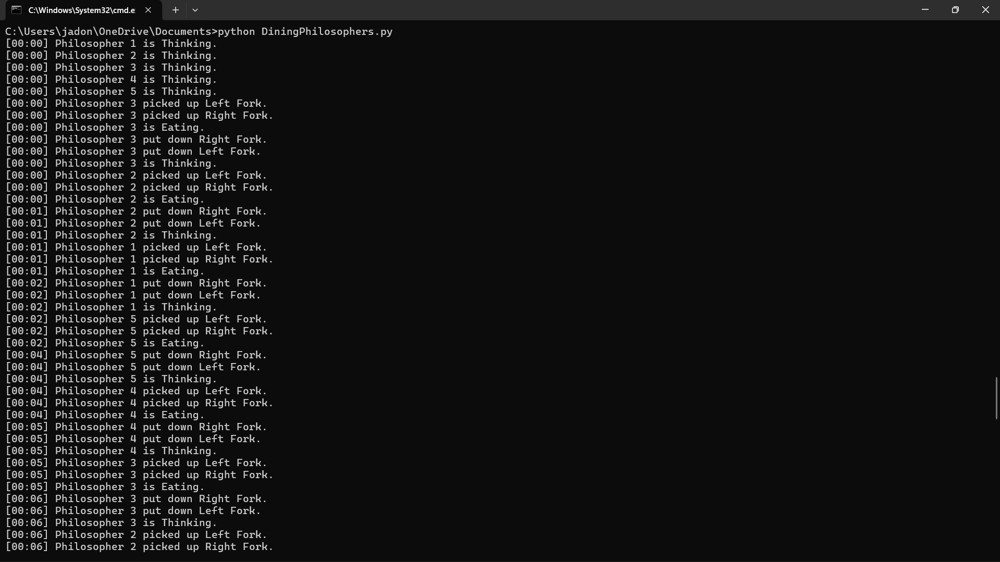 C:\Windows\System32\cmd.e
C:\Users\jadon\OneDrive\Documents>python DiningPhilosophers.py
[00:00] Philosopher 1 is Thinking.
[00:00] Philosopher 2 is Thinking.
[00:00] Philosopher 3 is Thinking.
[00:00] Philosopher 4 is Thinking.
[00:00] Philosopher 5 is Thinking.
[00:00] Philosopher 3 picked up Left Fork.
[00:00] Philosopher 3 picked up Right Fork.
[00:00] Philosopher 3 is Eating.
[00:00] Philosopher 3 put down Right Fork.
[00:00] Philosopher 3 put down Left Fork.
[00:00] Philosopher 3 is Thinking.
[00:00] Philosopher 2 picked up Left Fork.
[00:00] Philosopher 2 picked up Right Fork.
[00:00] Philosopher 2 is Eating.
[00:01] Philosopher 2 put down Right Fork.
[00:01] Philosopher 2 put down Left Fork.
[00:01] Philosopher 2 is Thinking.
[00:01] Philosopher 1 picked up Left Fork.
[00:01] Philosopher 1 picked up Right Fork.
[00:01] Philosopher 1 is Eating.
[00:02] Philosopher 1 put down Right Fork.
[00:02] Philosopher 1 put down Left Fork.
[00:02] Philosopher 1 is Thinking.
[00:02] Philosopher 5 picked up Left Fork.
[00:02] Philosopher 5 picked up Right Fork.
[00:02] Philosopher 5 is Eating.
[00:04] Philosopher 5 put down Right Fork.
[00:04] Philosopher 5 put down Left Fork.
[00:04] Philosopher 5 is Thinking.
[00:04] Philosopher 4 picked up Left Fork.
[00:04] Philosopher 4 picked up Right Fork.
[00:04] Philosopher 4 is Eating.
[00:05] Philosopher 4 put down Right Fork.
[00:05] Philosopher 4 put down Left Fork.
[00:05] Philosopher 4 is Thinking.
[00:05] Philosopher 3 picked up Left Fork.
[00:05] Philosopher 3 picked up Right Fork.
[00:05] Philosopher 3 is Eating.
[00:06] Philosopher 3 put down Right Fork.
[00:06] Philosopher 3 put down Left Fork.
[00:06] Philosopher 3 is Thinking.
[00:06] Philosopher 2 picked up Left Fork.
[00:06] Philosopher 2 picked up Right Fork.